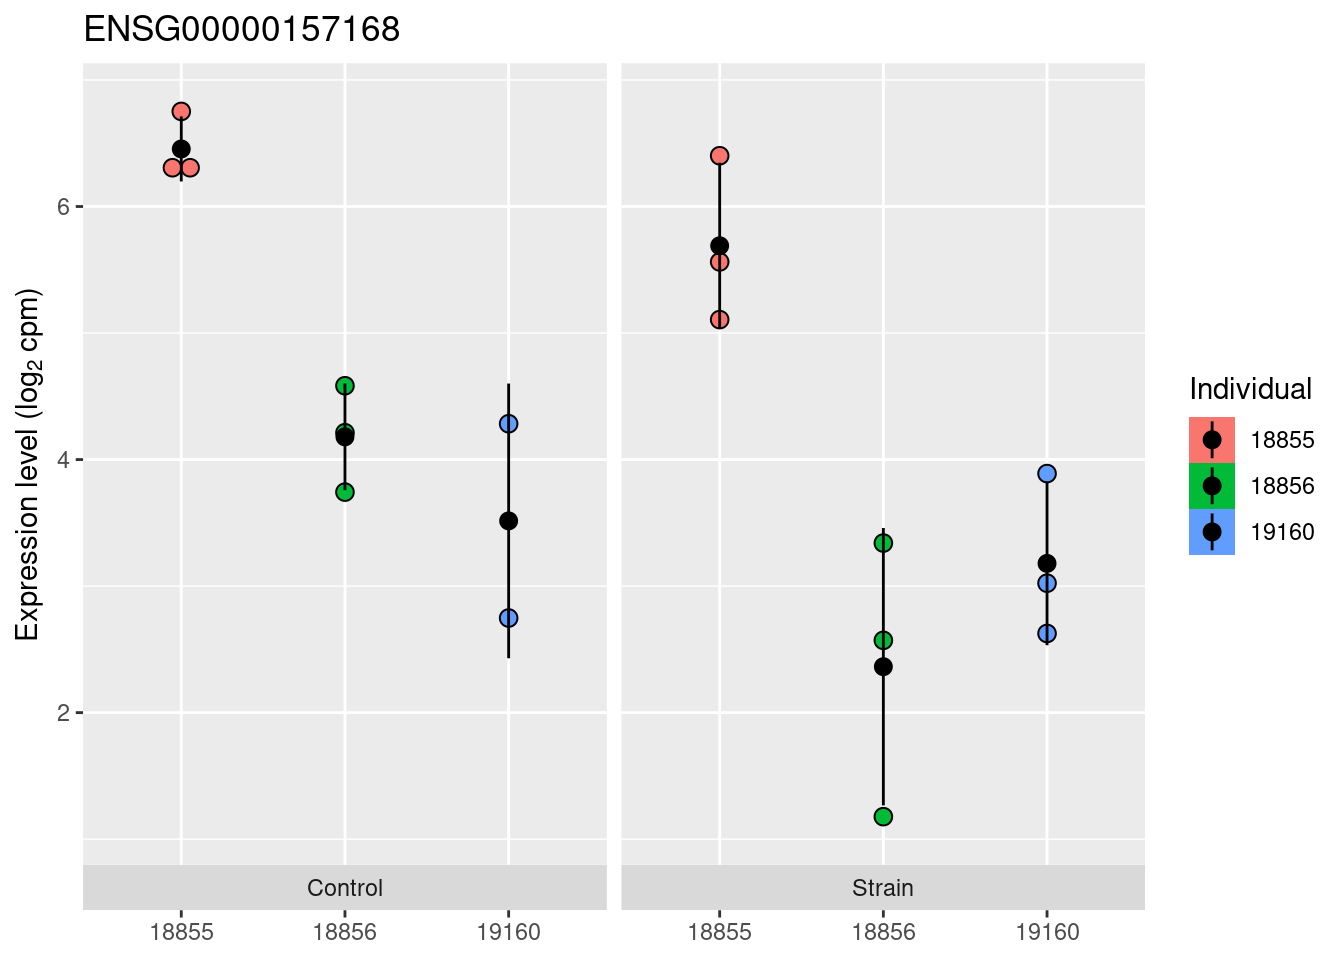 ENSG00000157168
Expression level (log₂ cpm)
6
4
2
Control
Strain
18855
18856
19160
18855
18856
19160
Individual
18855
18856
19160